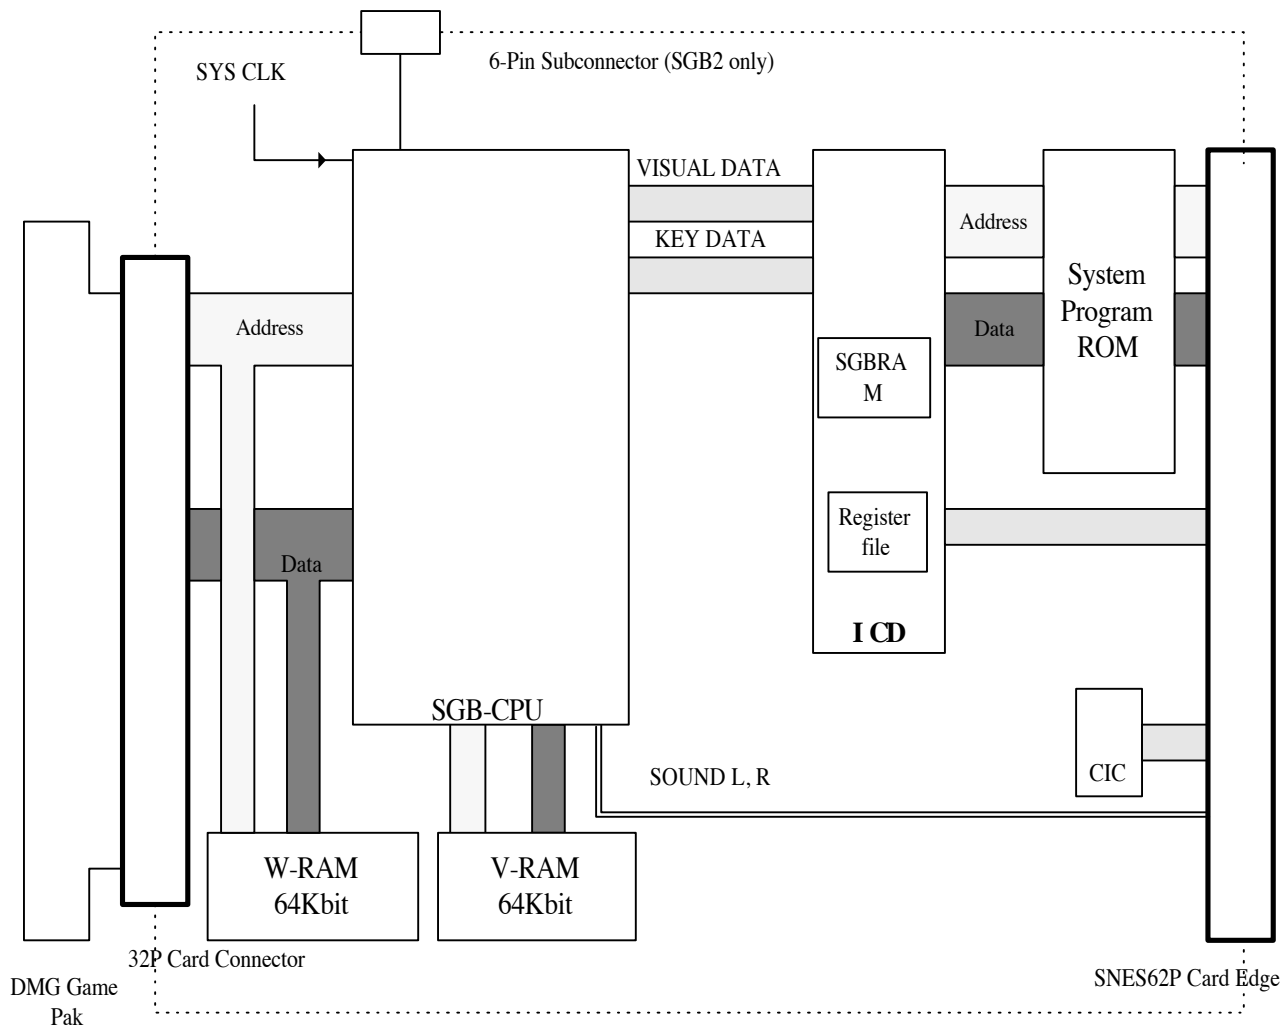 6-Pin Subconnector (SGB2 only)
SYS CLK
VISUAL DATA
KEY DATA
Address
System
Program
ROM
Address
Data
SGBRA
M
Register
file
Data
I CD
SGB-CPU
SOUND L, R
CIC
W-RAM
64Kbit
V-RAM
64Kbit
32P Card Connector
SNES62P Card Edge
DMG Game
Pak